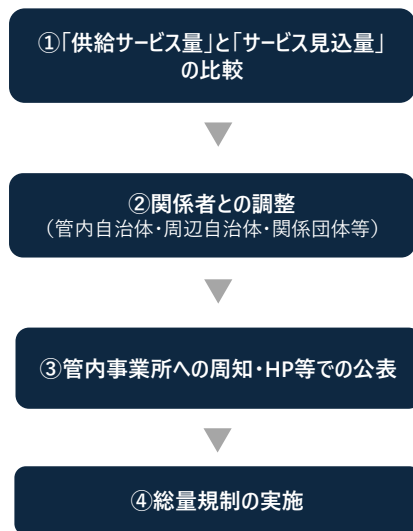 ①「供給サービス量」と「サービス見込量」
の比較
②関係者との調整
（管内自治体・周辺自治体・関係団体等）
③管内事業所への周知・HP等での公表
④総量規制の実施